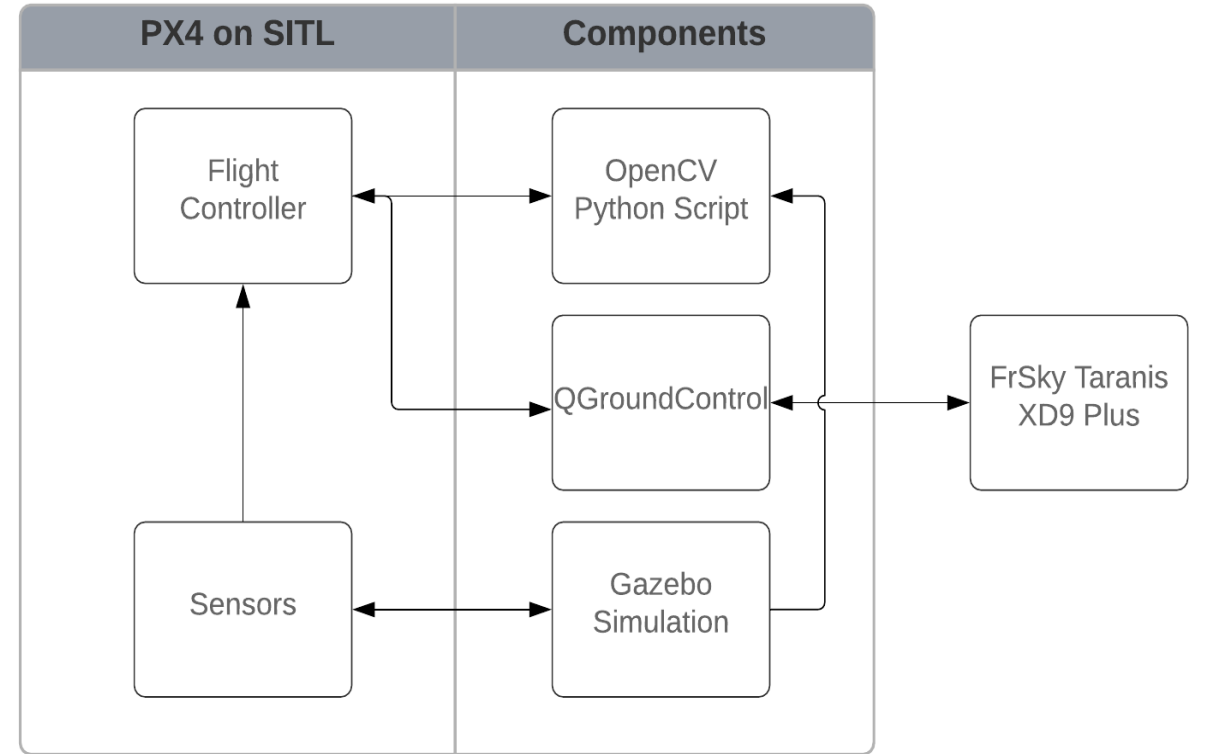 PX4 on SITL
Components
Flight
Controller
OpenCV
Python Script
QGroundControl
FrSky Taranis
XD9 Plus
Sensors
Gazebo
Simulation